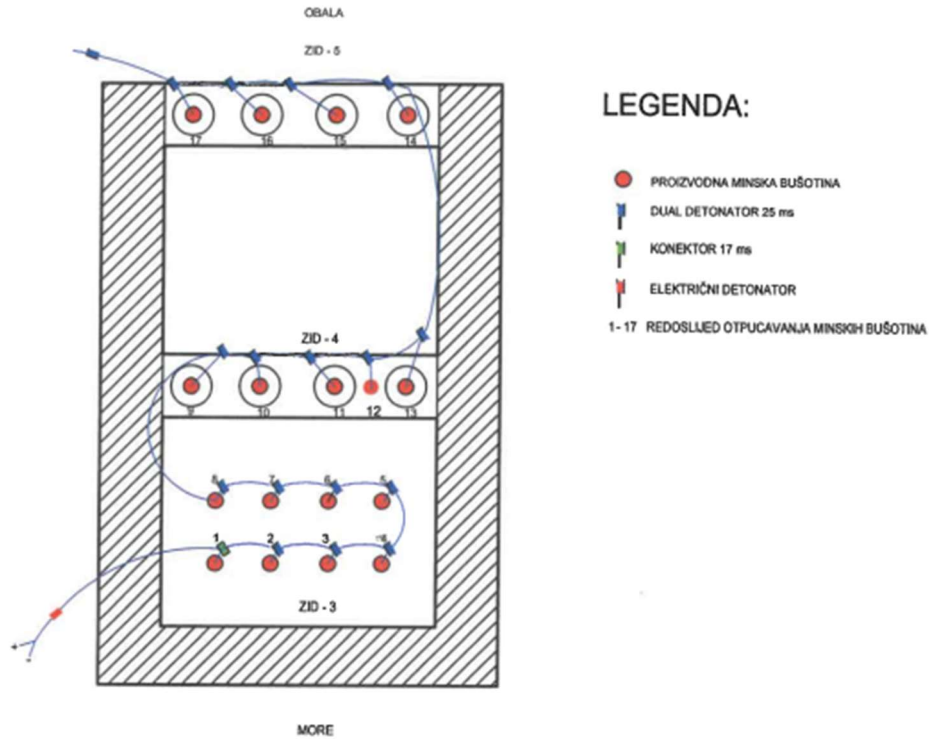 OBALA
ZID - 5
17 16 15 14
ZID - 4
9 10 11 12 13
8 7 6 5
1 2 3
ZID - 3
MORE
LEGENDA:
PROIZVODNA MINSKA BUŠOTINA
DUAL DETONATOR 25 ms
KONEKTOR 17 ms
ELEKTRIČNI DETONATOR
1 - 17 REDOSLIJED OTPUCAVANJA MINSKIH BUŠOTINA